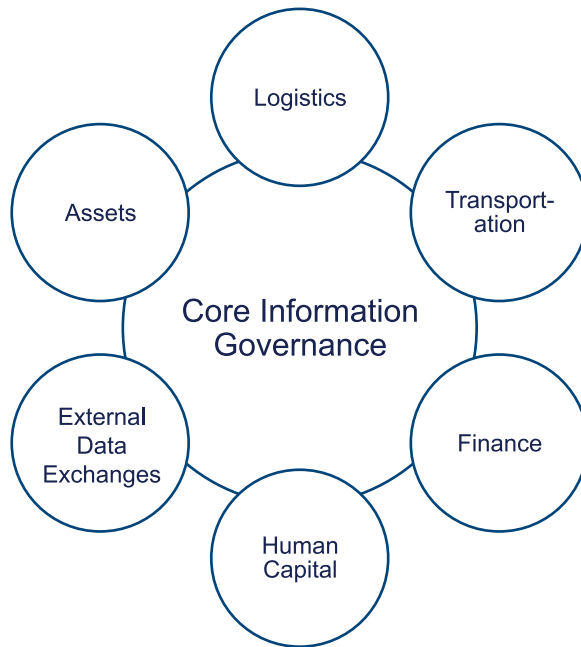 Logistics
Transport-
ation
Assets
Core Information
Governance
External
Data
Exchanges
Finance
Human
Capital